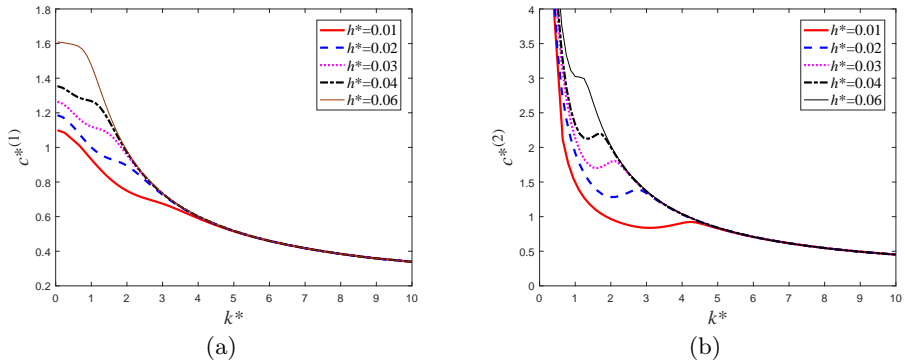 1.8
1.6
1.4
1.2
1
0.8
0.6
0.4
0.2
c*(1)
0 1 2 3 4 5 6 7 8 9 10
k*
h*=0.01
h*=0.02
h*=0.03
h*=0.04
h*=0.06
(a)
4
3.5
3
2.5
2
1.5
1
0.5
0
c*(2)
0 1 2 3 4 5 6 7 8 9 10
k*
h*=0.01
h*=0.02
h*=0.03
h*=0.04
h*=0.06
(b)